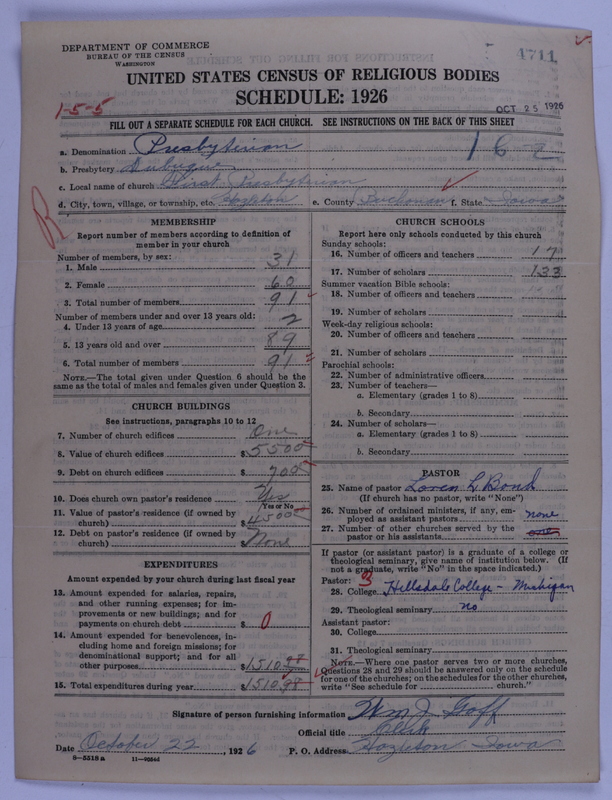 DEPARTMENT OF COMMERCE
BUREAU OF THE CENSUS
WASHINGTON
4711
UNITED STATES CENSUS OF RELIGIOUS BODIES
SCHEDULE: 1926
1-5-5
OCT 25 1926
FILL OUT A SEPARATE SCHEDULE FOR EACH CHURCH. SEE INSTRUCTIONS ON THE BACK OF THIS SHEET
a. Denomination Presbyterian
b. Presbytery Dubuque
c. Local name of church First Presbyterian
d. City, town, village, or township, etc. Hazleton e. County Buchanan f. State Iowa
R
MEMBERSHIP
Report number of members according to definition of
member in your church
Number of members, by sex:
1. Male 31
2. Female 60
3. Total number of members 91
Number of members under and over 13 years old:
4. Under 13 years of age 2
5. 13 years old and over 89
6. Total number of members 91
NOTE.—The total given under Question 6 should be the
same as the total of males and females given under Question 3.
CHURCH BUILDINGS
See instructions, paragraphs 10 to 12
7. Number of church edifices One
8. Value of church edifices $ 5500
9. Debt on church edifices $ 700
10. Does church own pastor's residence Yes
(Yes or No)
11. Value of pastor's residence (if owned by
church) $ 4500
12. Debt on pastor's residence (if owned by
church) $ None
EXPENDITURES
Amount expended by your church during last fiscal year
13. Amount expended for salaries, repairs,
and other running expenses; for im-
provements or new buildings; and for
payments on church debt $ 0
14. Amount expended for benevolences, in-
cluding home and foreign missions; for
denominational support; and for all
other purposes $ 1510.98
15. Total expenditures during year $ 1510.98
CHURCH SCHOOLS
Report here only schools conducted by this church
Sunday schools:
16. Number of officers and teachers 17
17. Number of scholars 133
Summer vacation Bible schools:
18. Number of officers and teachers
19. Number of scholars
Week-day religious schools:
20. Number of officers and teachers
21. Number of scholars
Parochial schools:
22. Number of administrative officers
23. Number of teachers—
a. Elementary (grades 1 to 8)
b. Secondary
24. Number of scholars—
a. Elementary (grades 1 to 8)
b. Secondary
PASTOR
25. Name of pastor Loren L Bond
(If church has no pastor, write "None")
26. Number of ordained ministers, if any, em-
ployed as assistant pastors none
27. Number of other churches served by the
pastor or his assistants
If pastor (or assistant pastor) is a graduate of a college or
theological seminary, give name of institution below. (If
not a graduate, write "No" in the space indicated.)
Pastor: 3
28. College Hillsdale College - Michigan
29. Theological seminary no
Assistant pastor:
30. College
31. Theological seminary
NOTE.—Where one pastor serves two or more churches,
Questions 28 and 29 should be answered only on the schedule
for one of the churches; on the schedules for the other churches,
write "See schedule for church."
Signature of person furnishing information Wm J Goff
Official title Clerk
Date October 22, 1926 P. O. Address Hazleton Iowa
8—5518 a 11—90564